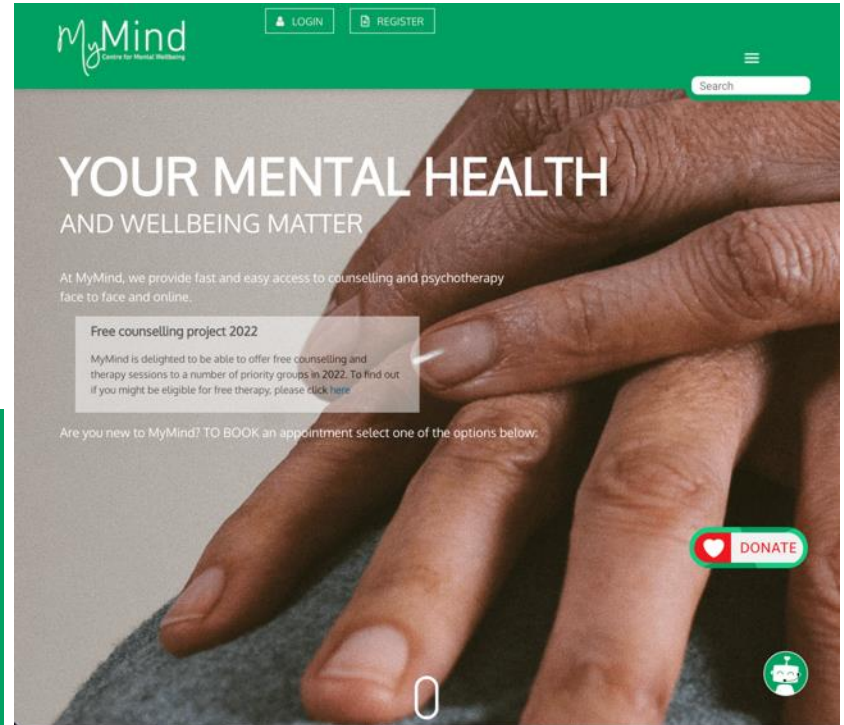 LOGIN
REGISTER
MyMind
Centre for Mental Wellbeing
Search
YOUR MENTAL HEALTH
AND WELLBEING MATTER
At MyMind, we provide fast and easy access to counselling and psychotherapy
face to face and online.
Free counselling project 2022
MyMind is delighted to be able to offer free counselling and
therapy sessions to a number of priority groups in 2022. To find out
if you might be eligible for free therapy, please click here
Are you new to MyMind? TO BOOK an appointment select one of the options below:
DONATE